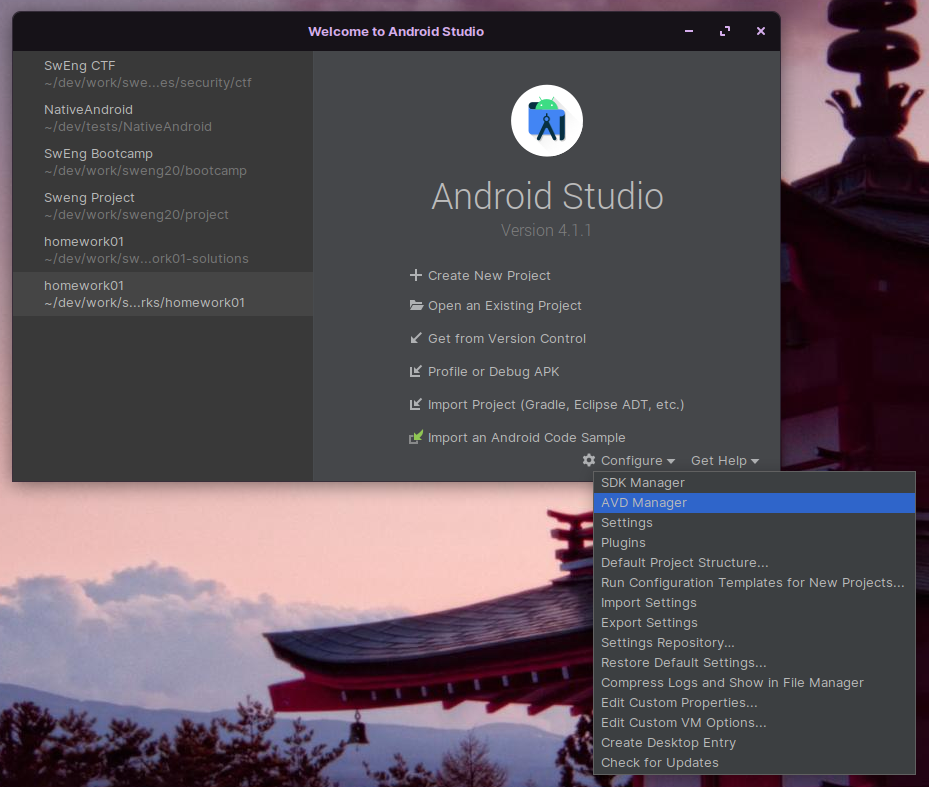 Welcome to Android Studio
SwEng CTF
~/dev/work/swe...es/security/ctf
NativeAndroid
~/dev/tests/NativeAndroid
SwEng Bootcamp
~/dev/work/sweng20/bootcamp
Sweng Project
~/dev/work/sweng20/project
homework01
~/dev/work/sw...ork01-solutions
homework01
~/dev/work/s...rks/homework01
Android Studio
Version 4.1.1
Create New Project
Open an Existing Project
Get from Version Control
Profile or Debug APK
Import Project (Gradle, Eclipse ADT, etc.)
Import an Android Code Sample
Configure Get Help
SDK Manager
AVD Manager
Settings
Plugins
Default Project Structure...
Run Configuration Templates for New Projects...
Import Settings
Export Settings
Settings Repository...
Restore Default Settings...
Compress Logs and Show in File Manager
Edit Custom Properties...
Edit Custom VM Options...
Create Desktop Entry
Check for Updates